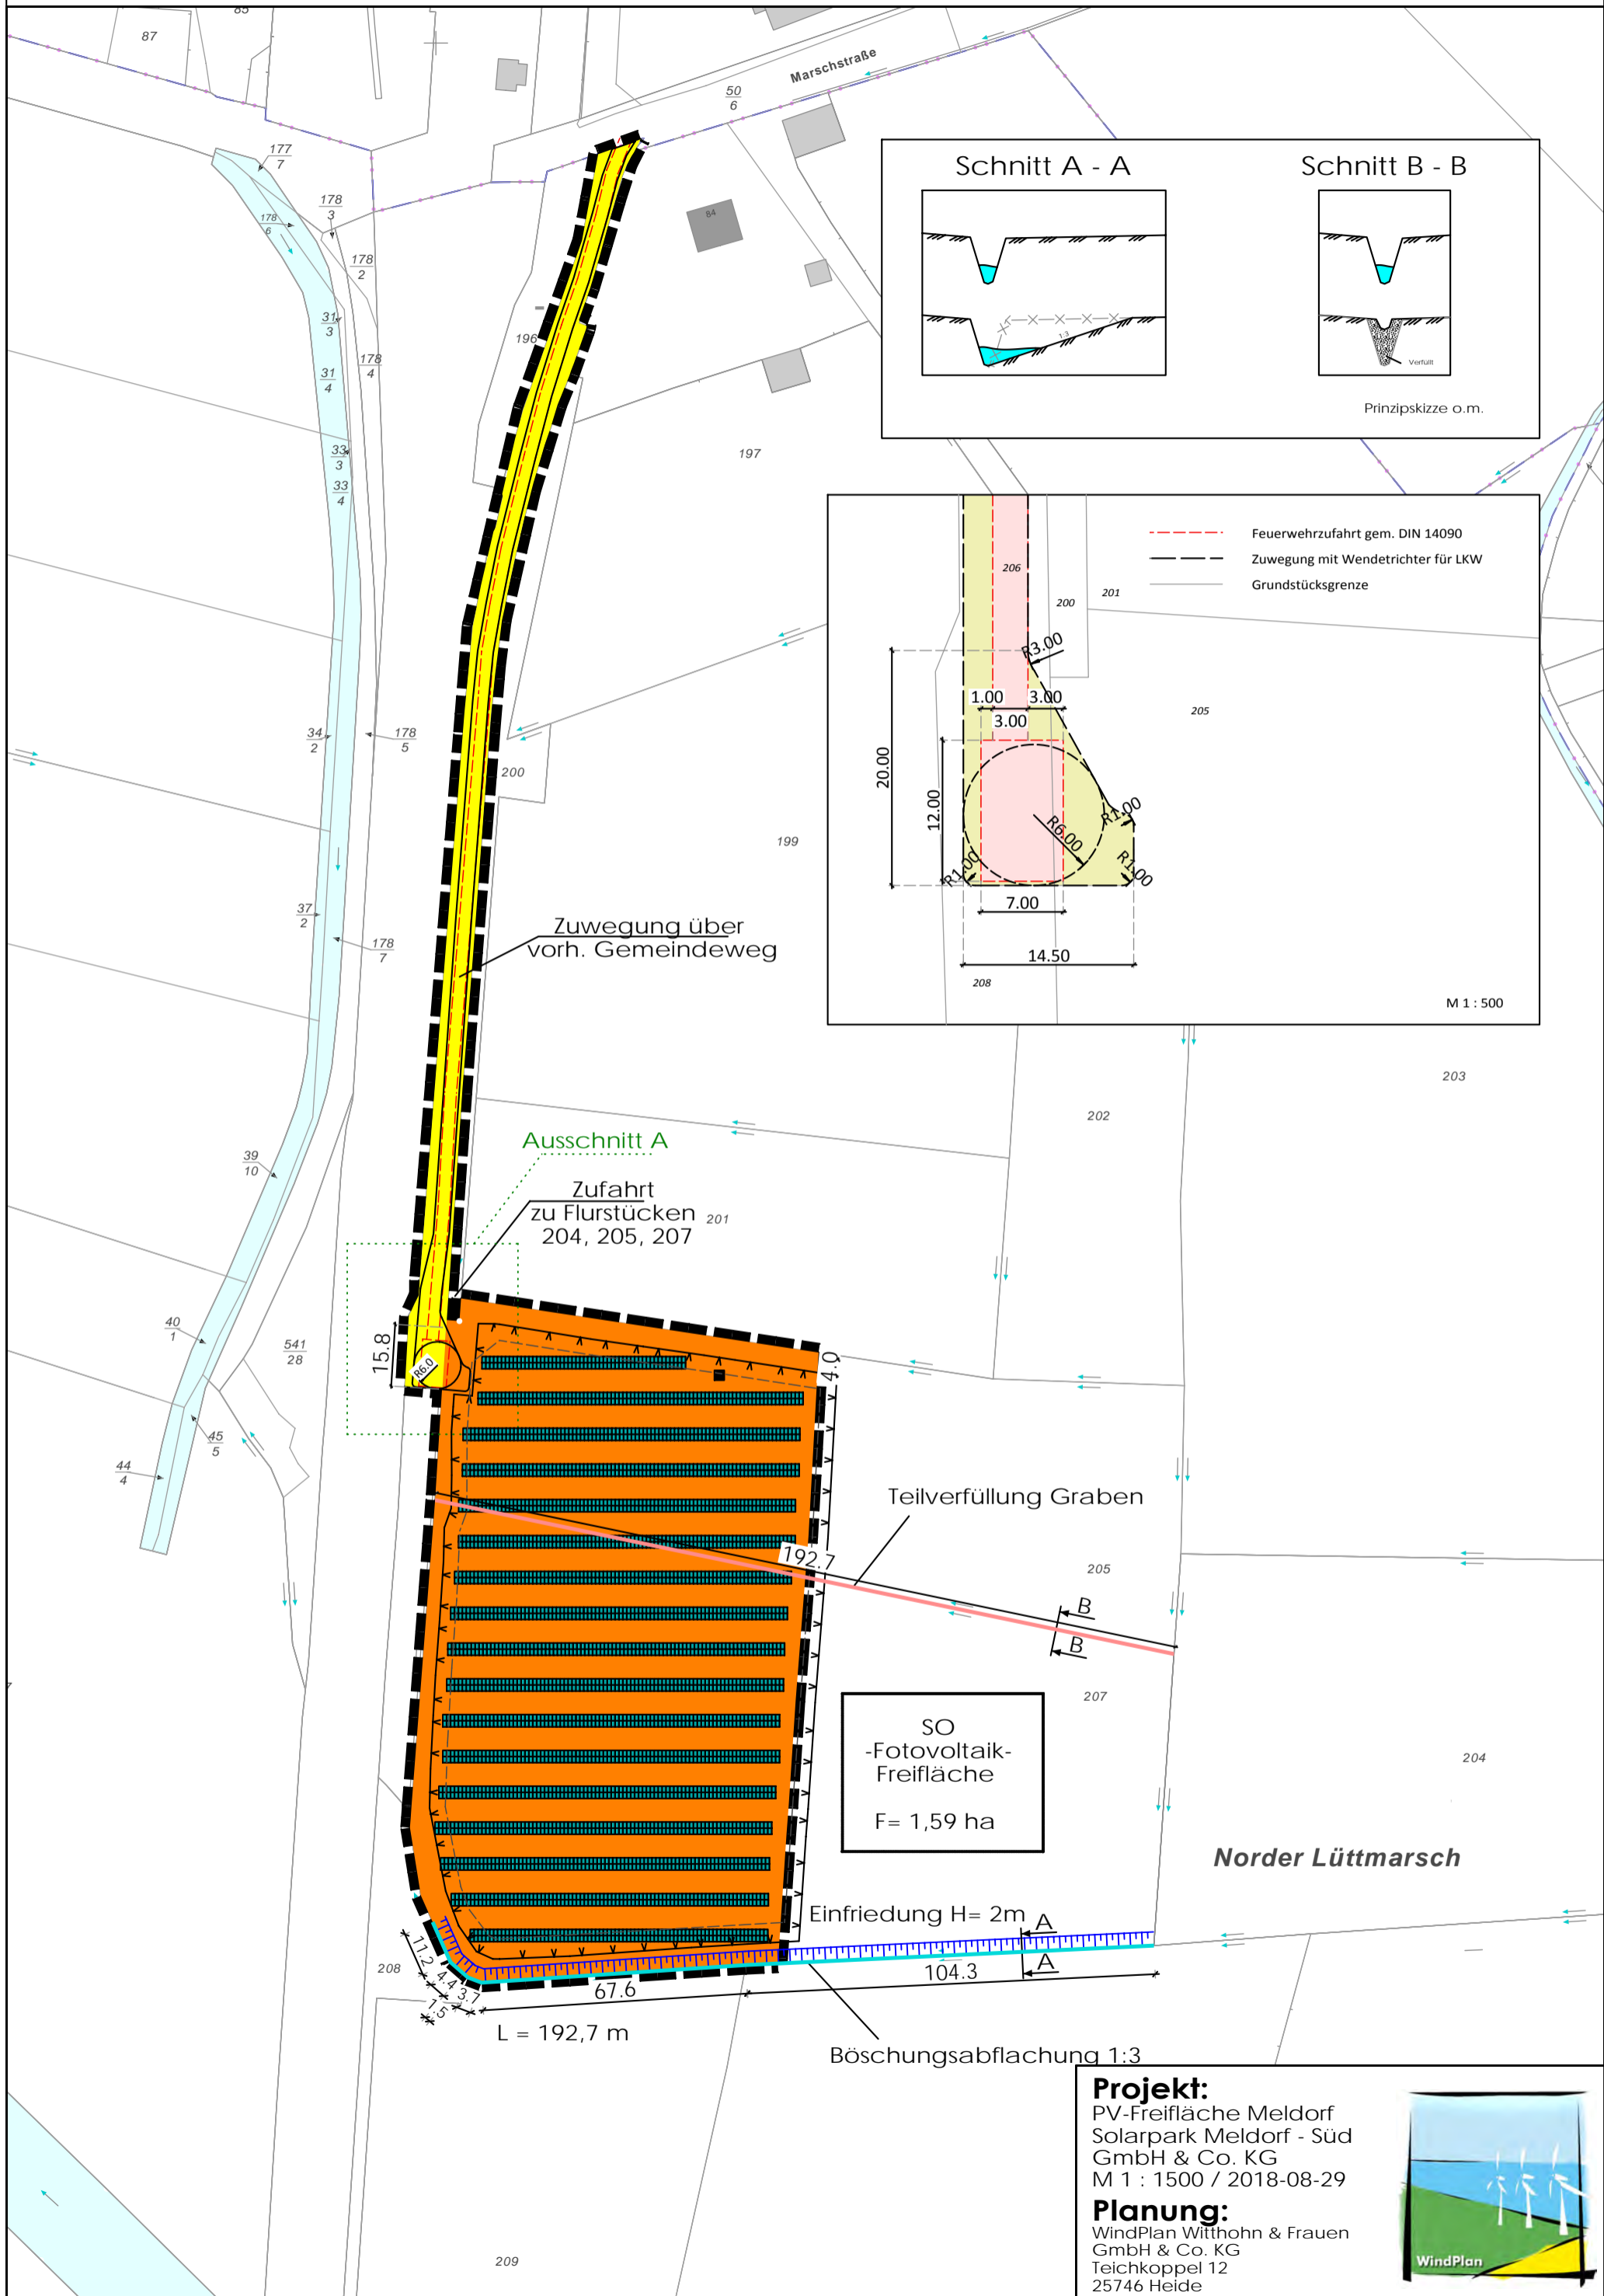 85
87
Marschstraße
50
6
177
7
178
6
178
3
178
2
31
3
31
4
178
4
33
3
33
4
84
196
197
Schnitt A - A
Schnitt B - B
1:3
Verfüllt
Prinzipskizze o.m.
Feuerwehrzufahrt gem. DIN 14090
Zuwegung mit Wendetrichter für LKW
Grundstücksgrenze
206
200
201
205
R3.00
1.00
3.00
3.00
20.00
12.00
R6.00
R1.00
R1.00
R1.00
7.00
14.50
208
M 1 : 500
34
2
178
5
200
199
37
2
178
7
Zuwegung über
vorh. Gemeindeweg
203
202
Ausschnitt A
39
10
Zufahrt
zu Flurstücken
204, 205, 207
201
40
1
541
28
15.8
R6.0
4.0
45
5
44
4
Teilverfüllung Graben
192.7
205
B
B
207
SO
-Fotovoltaik-
Freifläche
F= 1,59 ha
204
Norder Lüttmarsch
Einfriedung H= 2m
A
A
11.2
4.4
3.7
1.5
208
67.6
104.3
L = 192,7 m
Böschungsabflachung 1:3
209
Projekt:
PV-Freifläche Meldorf
Solarpark Meldorf - Süd
GmbH & Co. KG
M 1 : 1500 / 2018-08-29
Planung:
WindPlan Witthohn & Frauen
GmbH & Co. KG
Teichkoppel 12
25746 Heide
WindPlan